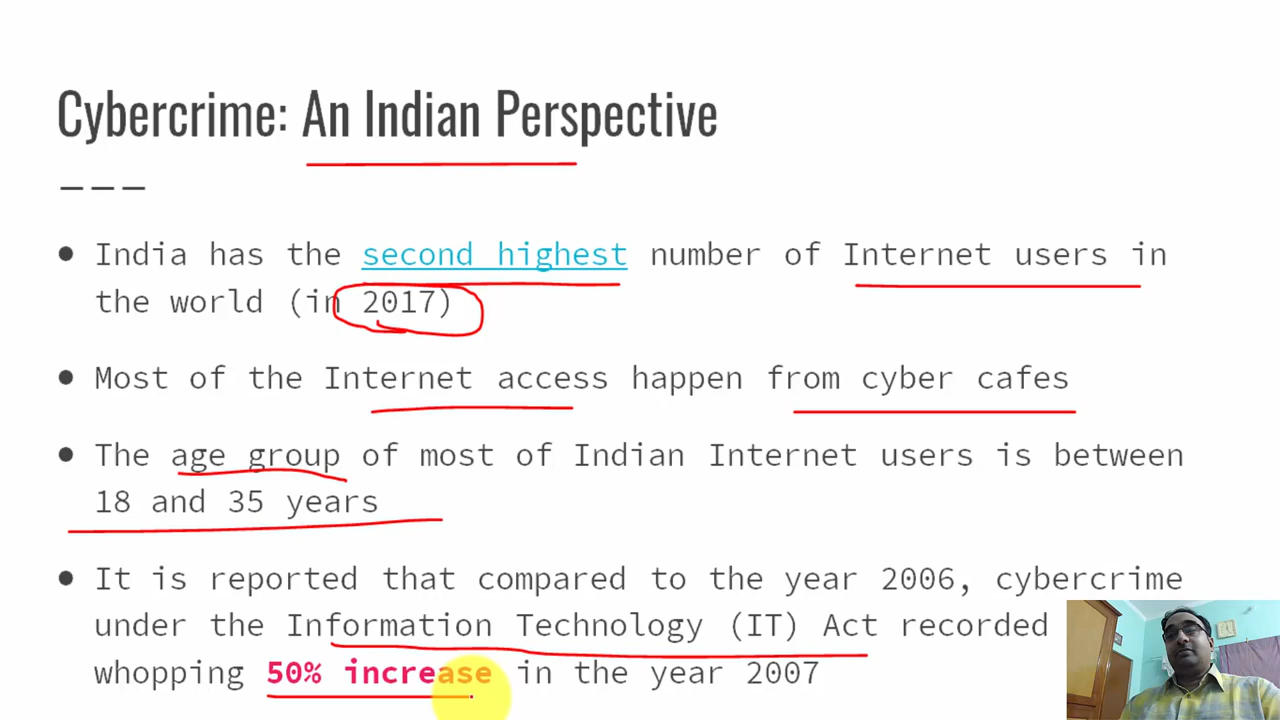 Cybercrime: An Indian Perspective
● India has the second highest number of Internet users in
the world (in 2017)
● Most of the Internet access happen from cyber cafes
● The age group of most of Indian Internet users is between
18 and 35 years
● It is reported that compared to the year 2006, cybercrime
under the Information Technology (IT) Act recorded
whopping 50% increase in the year 2007